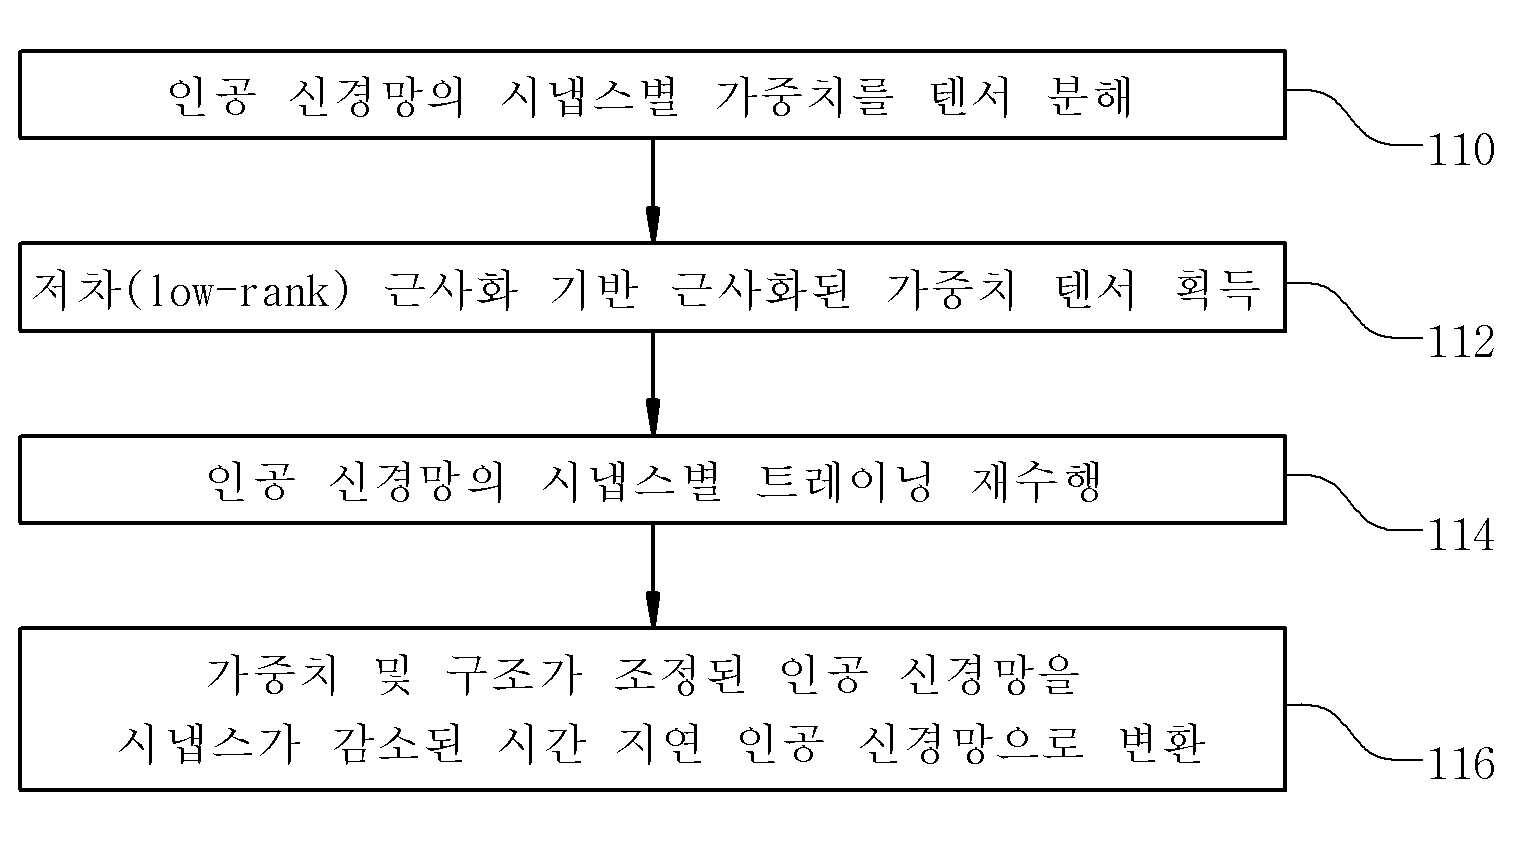 인공 신경망의 시냅스별 가중치를 텐서 분해
110
저차(low-rank) 근사화 기반 근사화된 가중치 텐서 획득
112
인공 신경망의 시냅스별 트레이닝 재수행
114
가중치 및 구조가 조정된 인공 신경망을
시냅스가 감소된 시간 지연 인공 신경망으로 변환
116